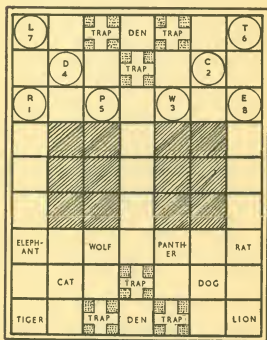 L TRAP DEN TRAP T
7 6
D TRAP C
4 2
R P W E
1 5 3 8
ELEPH-ANT WOLF PANTH-ER RAT
CAT TRAP DOG
TIGER TRAP DEN TRAP LION